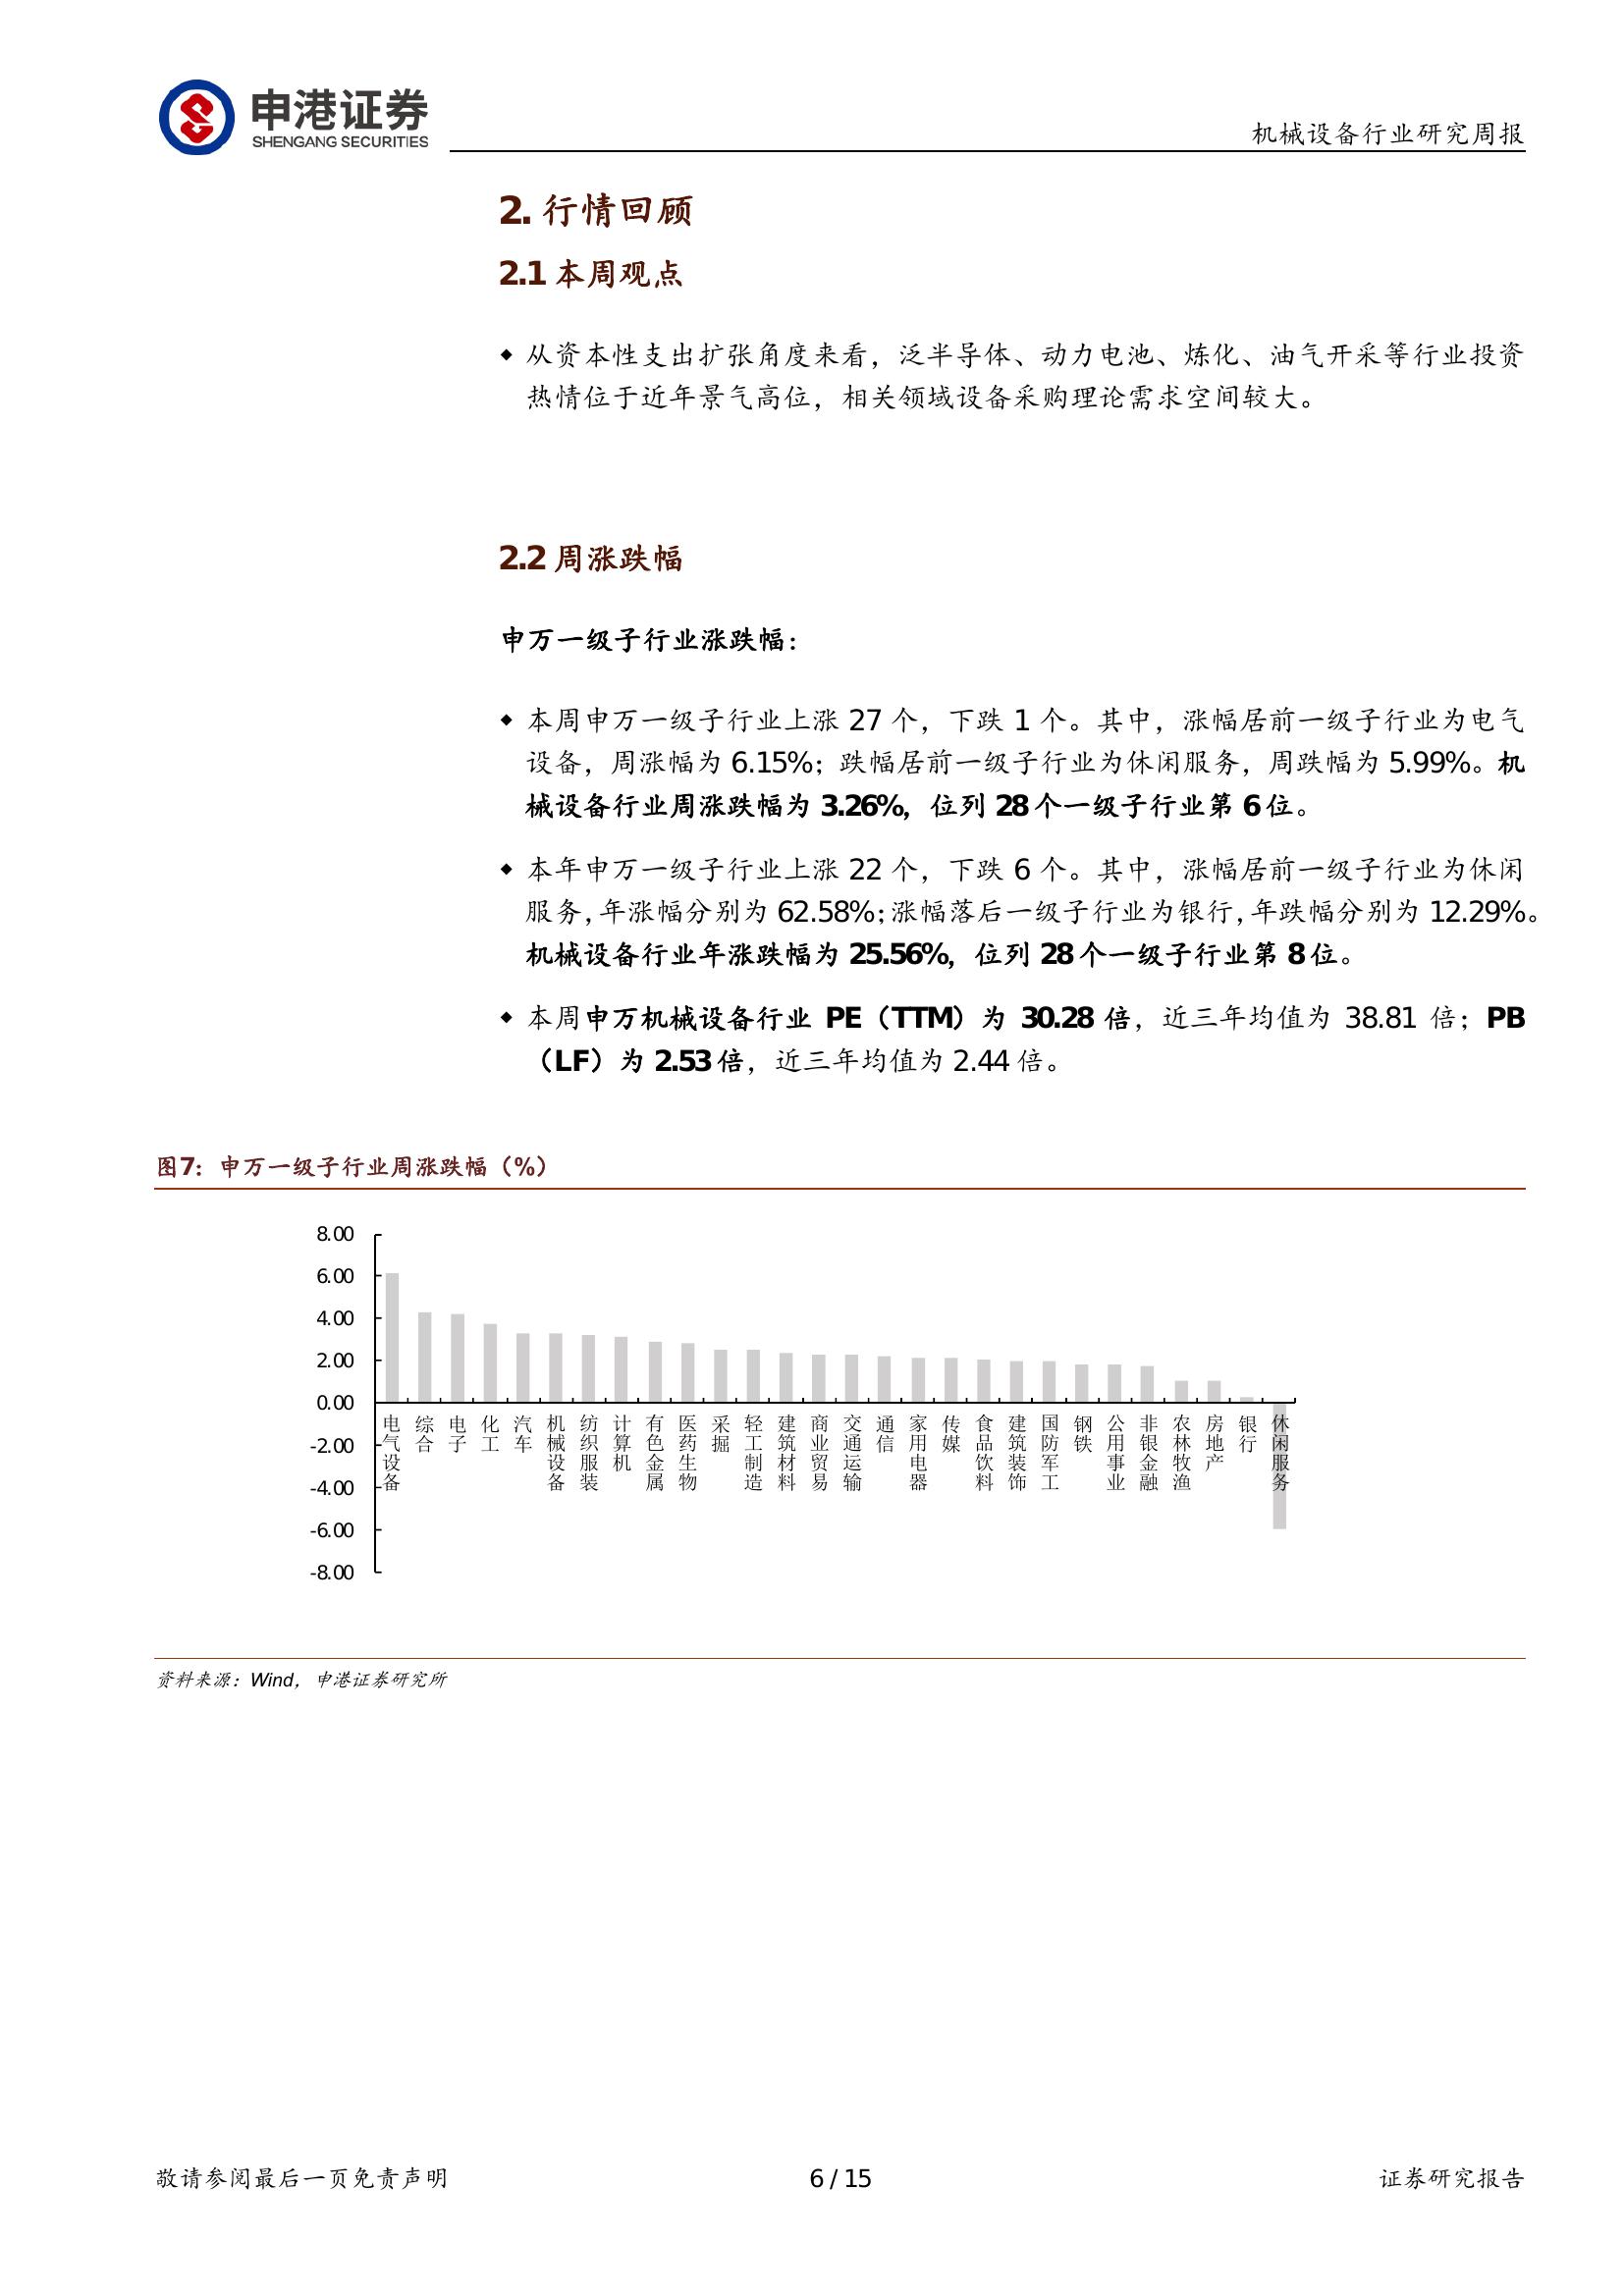 申港证券
SHENGANG SECURITIES
机械设备行业研究周报
2. 行情回顾
2.1 本周观点
◆ 从资本性支出扩张角度来看，泛半导体、动力电池、炼化、油气开采等行业投资
热情位于近年景气高位，相关领域设备采购理论需求空间较大。
2.2 周涨跌幅
申万一级子行业涨跌幅：
◆ 本周申万一级子行业上涨 27 个，下跌 1 个。其中，涨幅居前一级子行业为电气
设备，周涨幅为 6.15%；跌幅居前一级子行业为休闲服务，周跌幅为 5.99%。机
械设备行业周涨跌幅为 3.26%，位列 28 个一级子行业第 6 位。
◆ 本年申万一级子行业上涨 22 个，下跌 6 个。其中，涨幅居前一级子行业为休闲
服务，年涨幅分别为 62.58%；涨幅落后一级子行业为银行，年跌幅分别为 12.29%。
机械设备行业年涨跌幅为 25.56%，位列 28 个一级子行业第 8 位。
◆ 本周申万机械设备行业 PE（TTM）为 30.28 倍，近三年均值为 38.81 倍；PB
（LF）为 2.53 倍，近三年均值为 2.44 倍。
图7：申万一级子行业周涨跌幅（%）
8.00
6.00
4.00
2.00
0.00
-2.00
-4.00
-6.00
-8.00
电气设备
综合
电子
化工
汽车
机械设备
纺织服装
计算机
有色金属
医药生物
采掘
轻工制造
建筑材料
商业贸易
交通运输
通信
家用电器
传媒
食品饮料
建筑装饰
国防军工
钢铁
公用事业
非银金融
农林牧渔
房地产
银行
休闲服务
资料来源：Wind，申港证券研究所
敬请参阅最后一页免责声明
6 / 15
证券研究报告